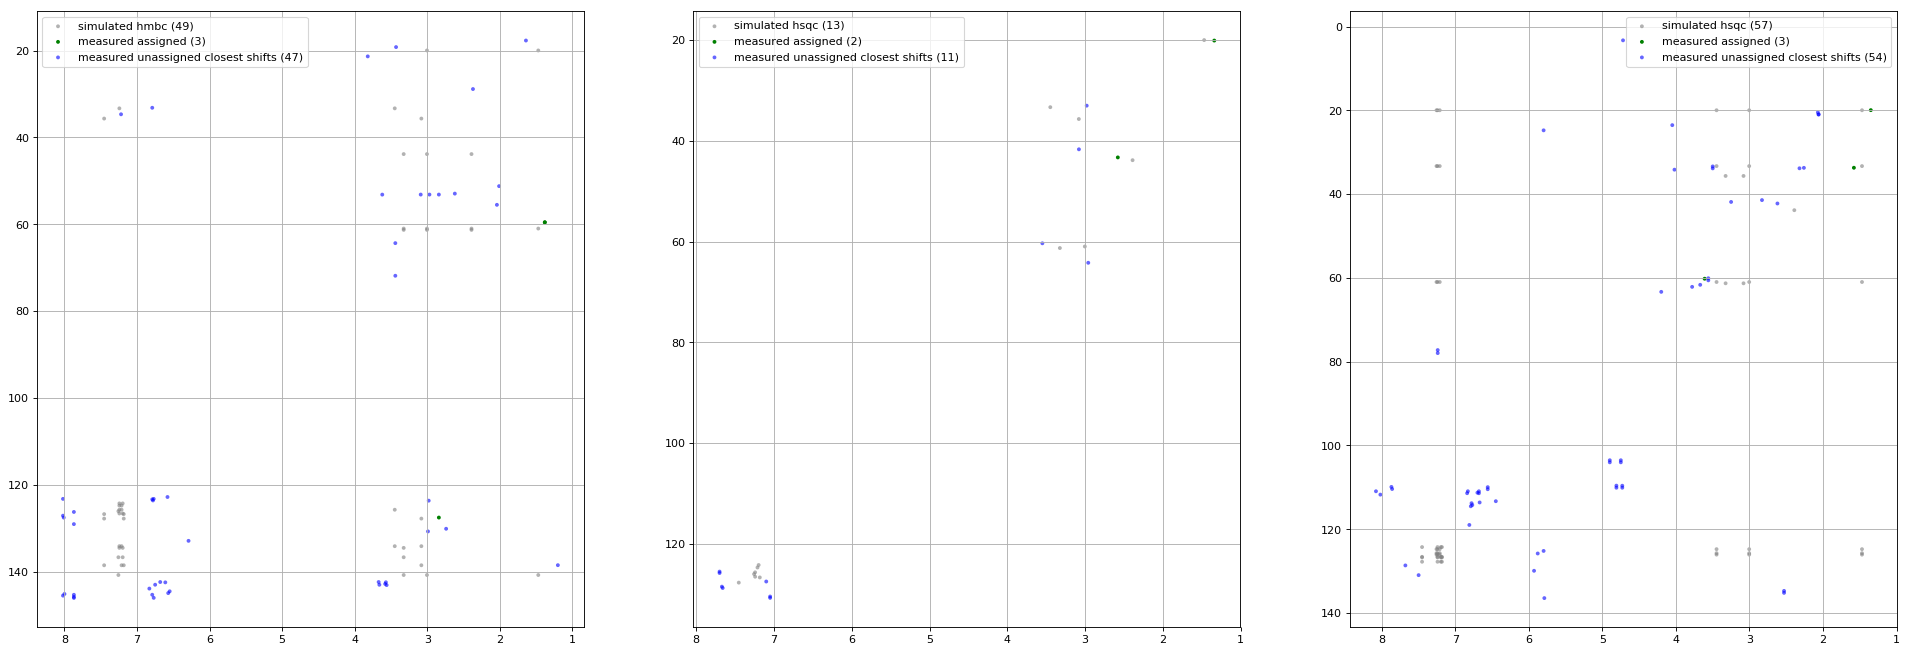 simulated hmbc (49)
measured assigned (3)
measured unassigned closest shifts (47)
20
40
60
80
100
120
140
8 7 6 5 4 3 2 1
simulated hsqc (13)
measured assigned (2)
measured unassigned closest shifts (11)
20
40
60
80
100
120
8 7 6 5 4 3 2 1
simulated hsqc (57)
measured assigned (3)
measured unassigned closest shifts (54)
0
20
40
60
80
100
120
140
8 7 6 5 4 3 2 1